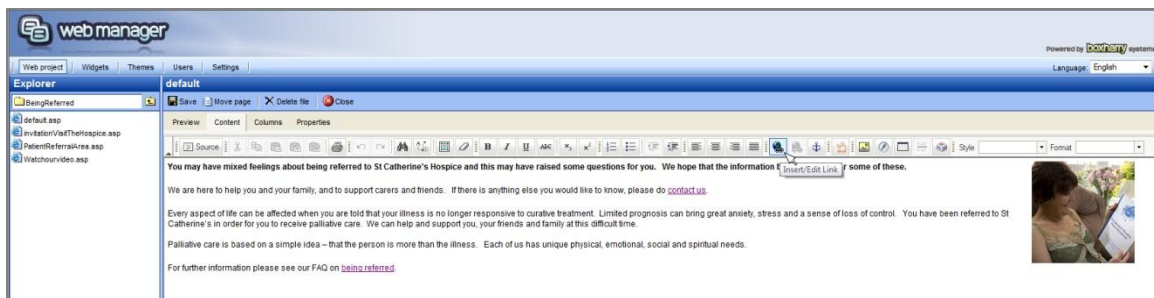 web manager
Powered by boxharry systems
Web project Widgets Themes Users Settings
Language: English
Explorer
default
BeingReferred
Save Move page Delete file Close
default.asp
InvitationVisitTheHospice.asp
PatientReferralArea.asp
Watchourvideo.asp
Preview Content Columns Properties
Source B I U ABC Style Format
You may have mixed feelings about being referred to St Catherine's Hospice and this may have raised some questions for you. We hope that the information r some of these.
Insert/Edit Link
We are here to help you and your family, and to support carers and friends. If there is anything else you would like to know, please do contact us.
Every aspect of life can be affected when you are told that your illness is no longer responsive to curative treatment. Limited prognosis can bring great anxiety, stress and a sense of loss of control. You have been referred to St
Catherine's in order for you to receive palliative care. We can help and support you, your friends and family at this difficult time.
Palliative care is based on a simple idea – that the person is more than the illness. Each of us has unique physical, emotional, social and spiritual needs.
For further information please see our FAQ on being referred.